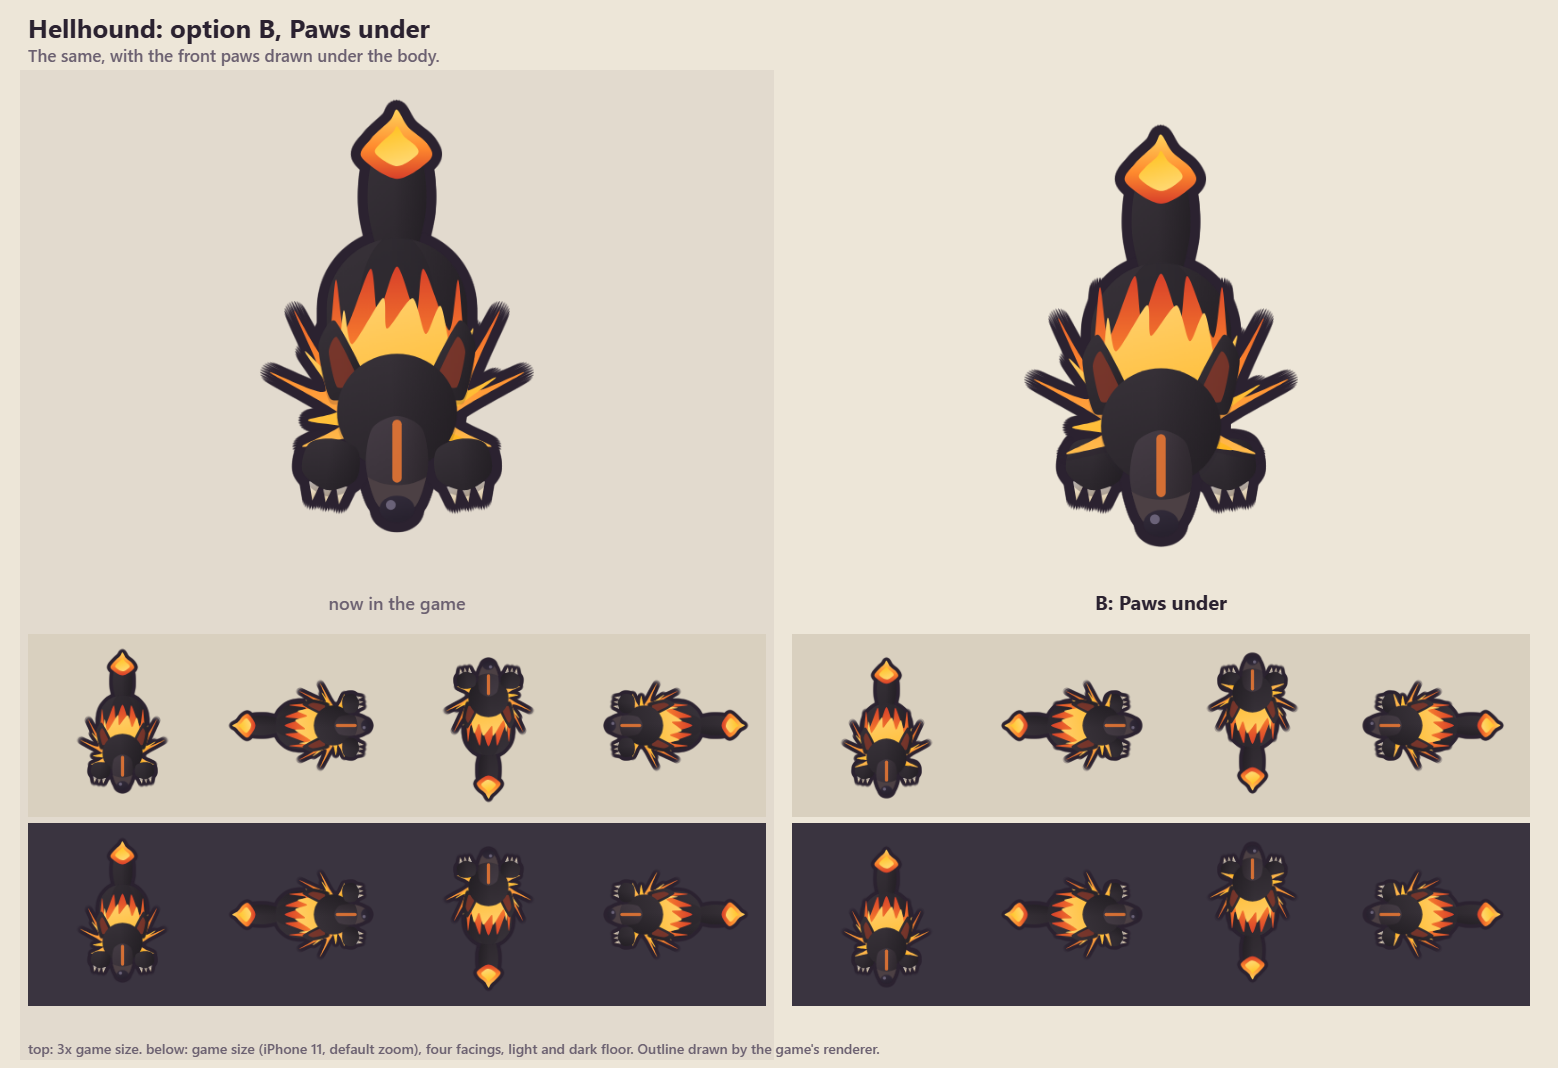 Hellhound: option B, Paws under
The same, with the front paws drawn under the body.
now in the game
B: Paws under
top: 3x game size. below: game size (iPhone 11, default zoom), four facings, light and dark floor. Outline drawn by the game's renderer.